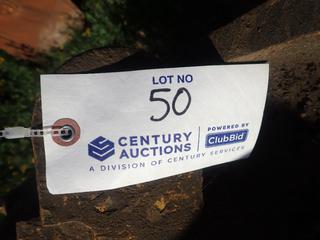 LOT NO
50
CENTURY AUCTIONS
POWERED BY
ClubBid
A DIVISION OF CENTURY SERVICES